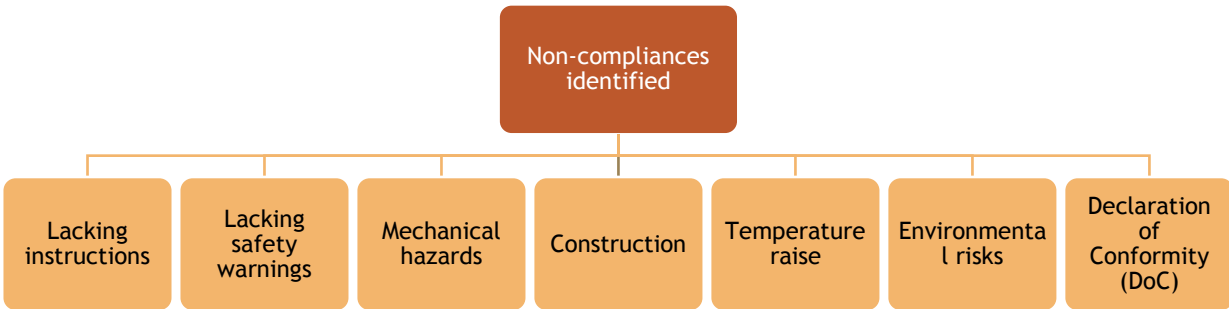 Non-compliances
identified
Lacking
instructions
Lacking
safety
warnings
Mechanical
hazards
Construction
Temperature
raise
Environmenta
l risks
Declaration
of
Conformity
(DoC)